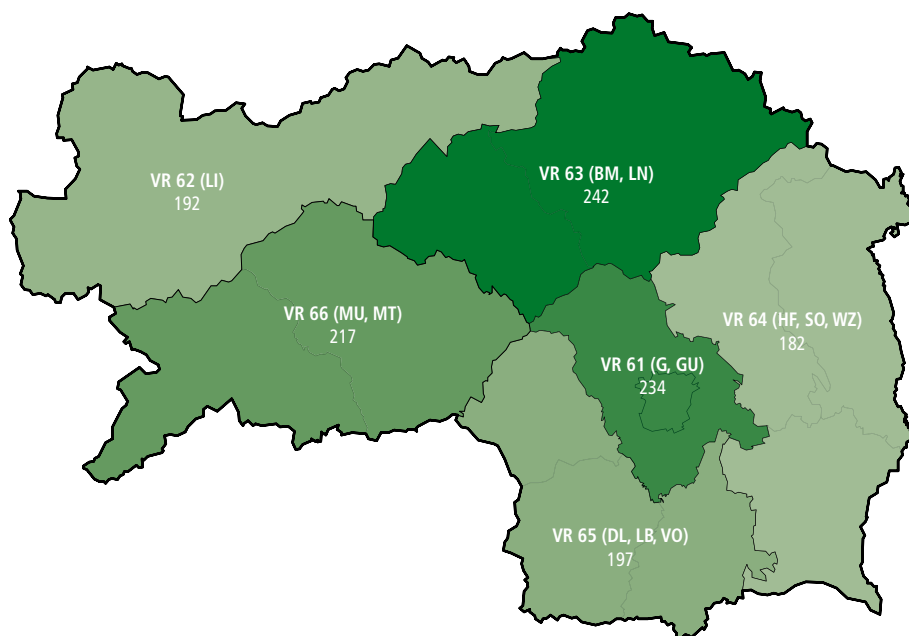 VR 63 (BM, LN)
242
VR 62 (LI)
192
VR 66 (MU, MT)
217
VR 64 (HF, SO, WZ)
182
VR 61 (G, GU)
234
VR 65 (DL, LB, VO)
197